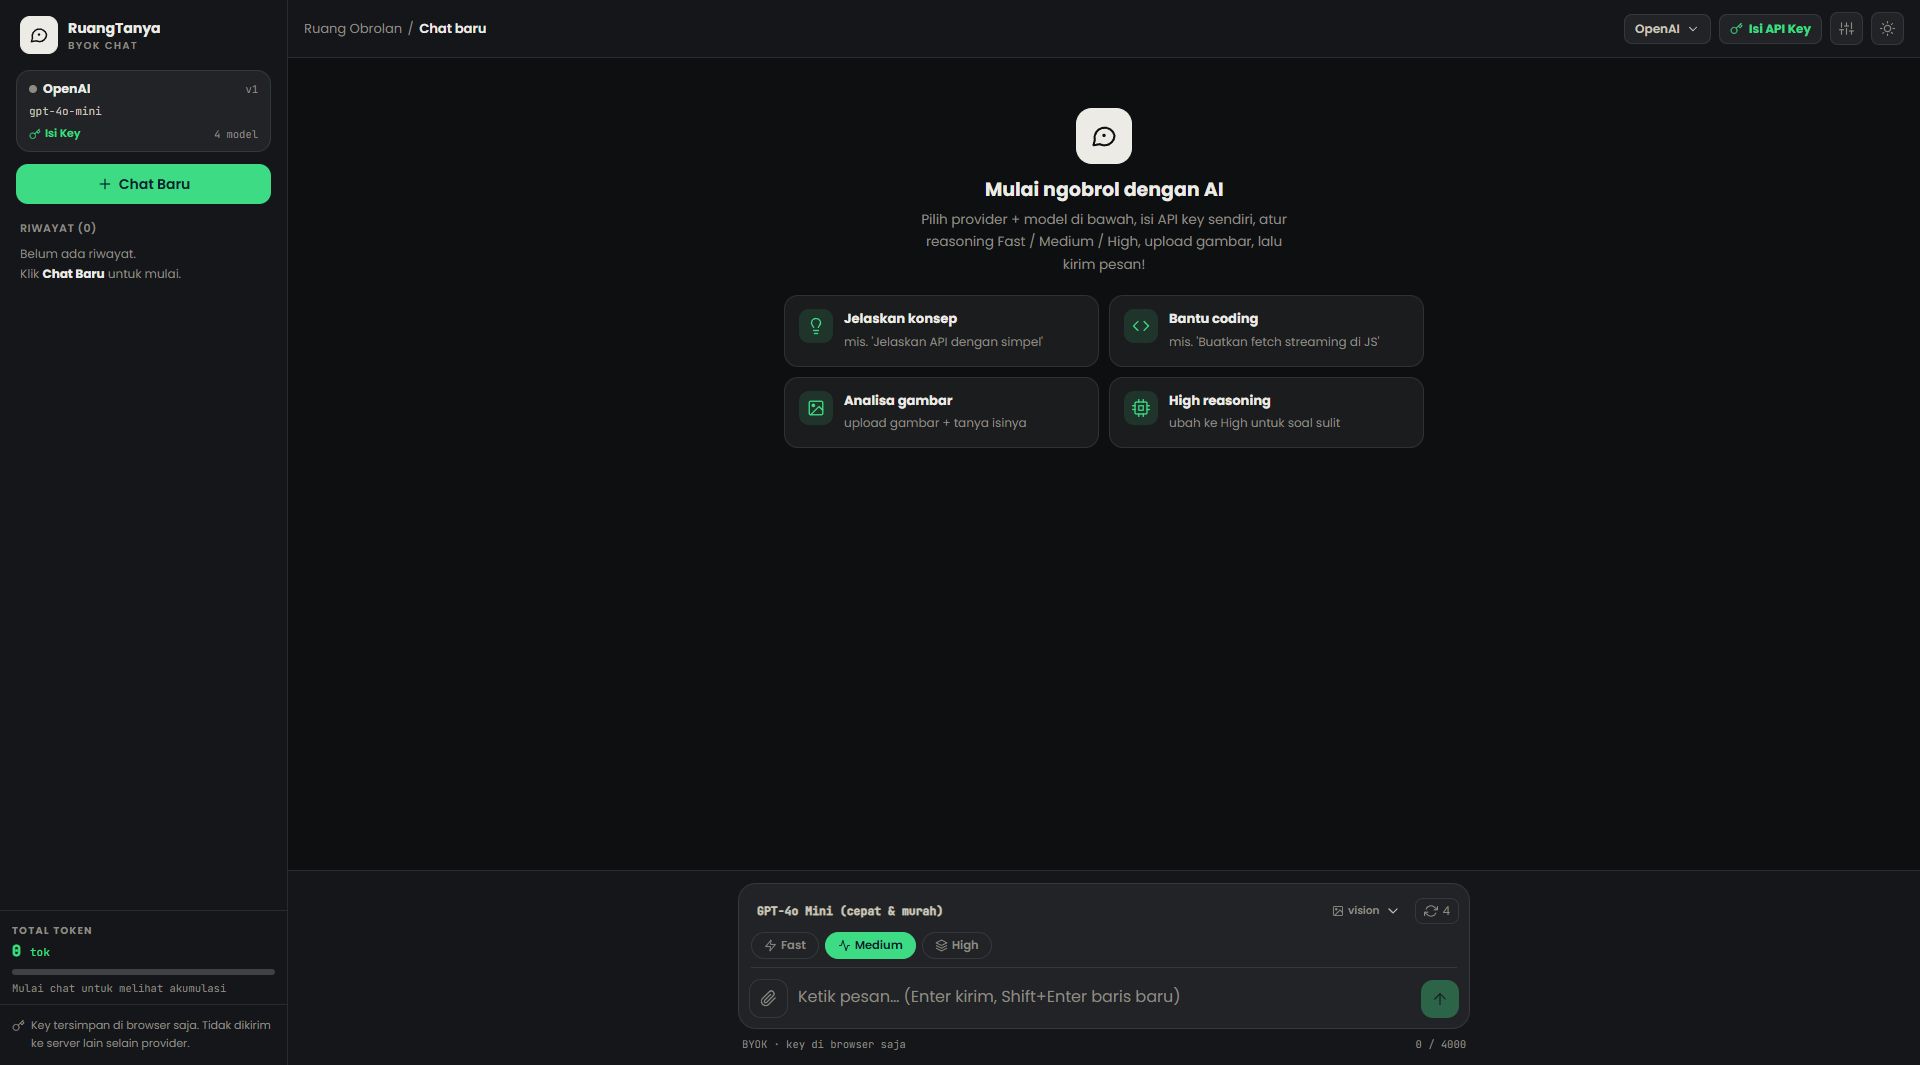 RuangTanya
BYOK CHAT
OpenAI
v1
gpt-4o-mini
Isi Key
4 model
Chat Baru
RIWAYAT (0)
Belum ada riwayat.
Klik Chat Baru untuk mulai.
TOTAL TOKEN
0 tok
Mulai chat untuk melihat akumulasi
Key tersimpan di browser saja. Tidak dikirim
ke server lain selain provider.
Ruang Obrolan / Chat baru
OpenAI
Isi API Key
Mulai ngobrol dengan AI
Pilih provider + model di bawah, isi API key sendiri, atur
reasoning Fast / Medium / High, upload gambar, lalu
kirim pesan!
Jelaskan konsep
mis. 'Jelaskan API dengan simpel'
Bantu coding
mis. 'Buatkan fetch streaming di JS'
Analisa gambar
upload gambar + tanya isinya
High reasoning
ubah ke High untuk soal sulit
GPT-4o Mini (cepat & murah)
vision
4
Fast
Medium
High
Ketik pesan... (Enter kirim, Shift+Enter baris baru)
BYOK · key di browser saja
0 / 4000